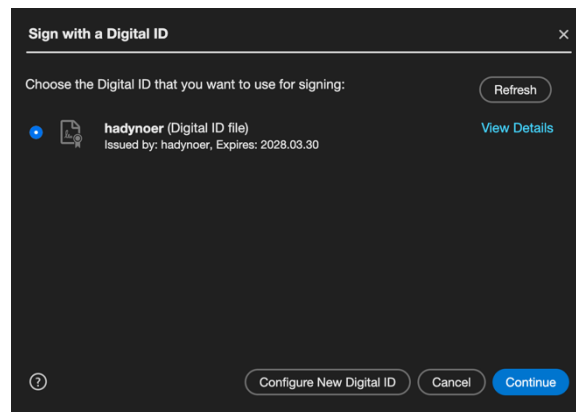 Sign with a Digital ID
Choose the Digital ID that you want to use for signing:
Refresh
hadynoer (Digital ID file)
View Details
Issued by: hadynoer, Expires: 2028.03.30
?
Configure New Digital ID
Cancel
Continue